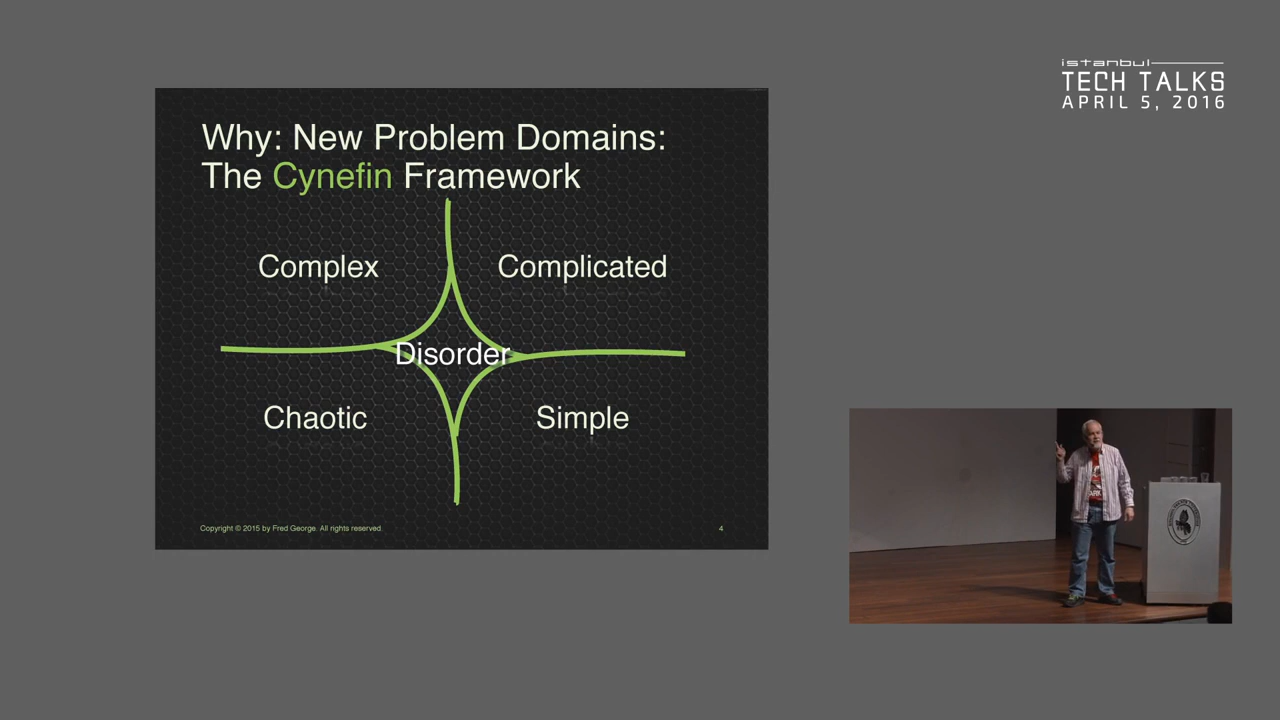 istanbul
TECH TALKS
APRIL 5, 2016
Why: New Problem Domains:
The Cynefin Framework
Complex
Complicated
Disorder
Chaotic
Simple
Copyright © 2015 by Fred George. All rights reserved.
4